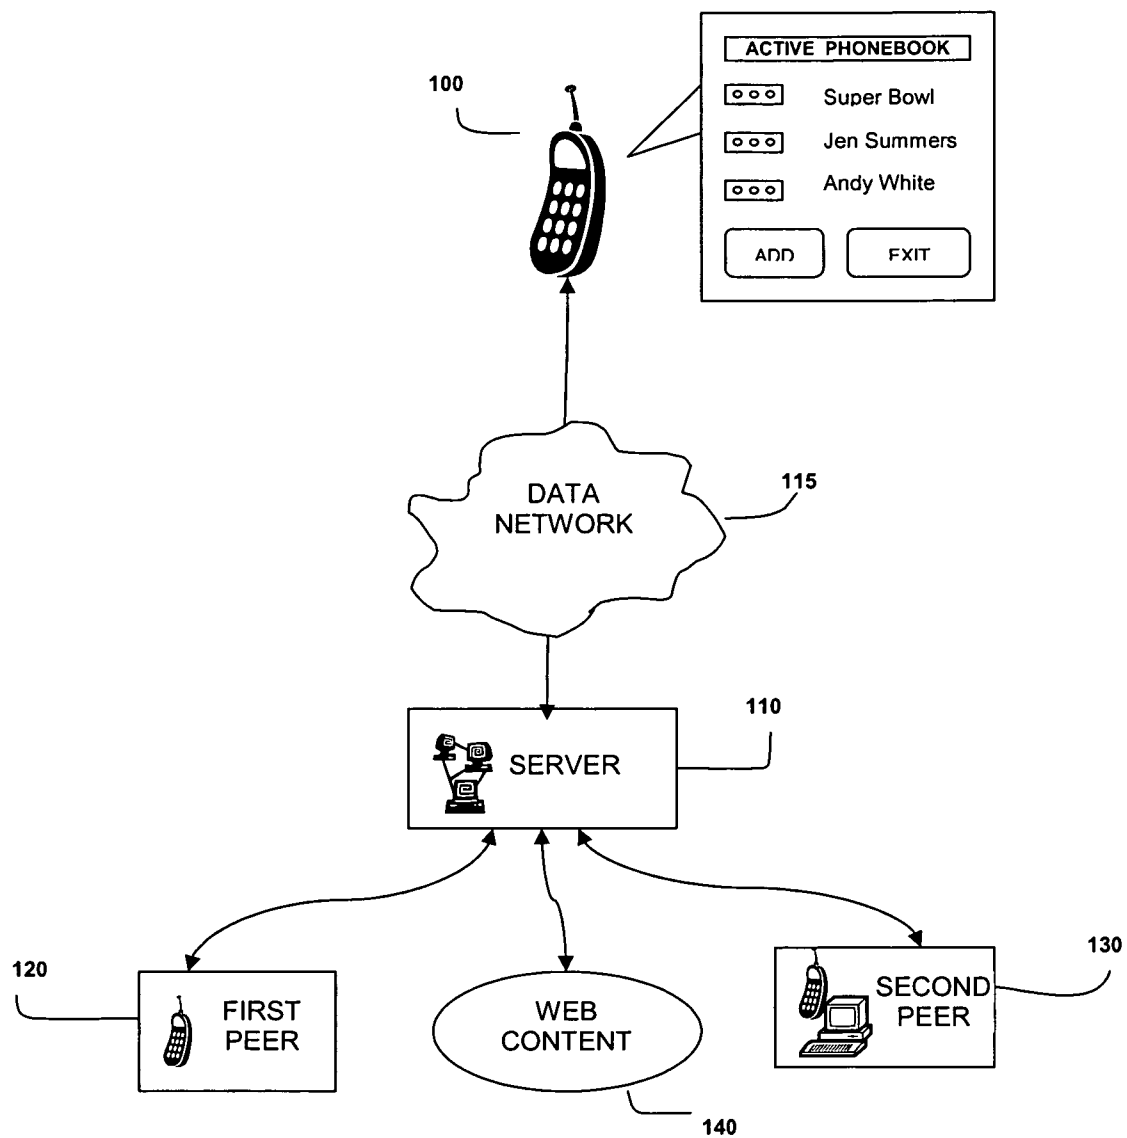 ACTIVE PHONEBOOK
100
Super Bowl
Jen Summers
Andy White
ADD
EXIT
115
DATA
NETWORK
110
SERVER
120
FIRST
PEER
WEB
CONTENT
130
SECOND
PEER
140